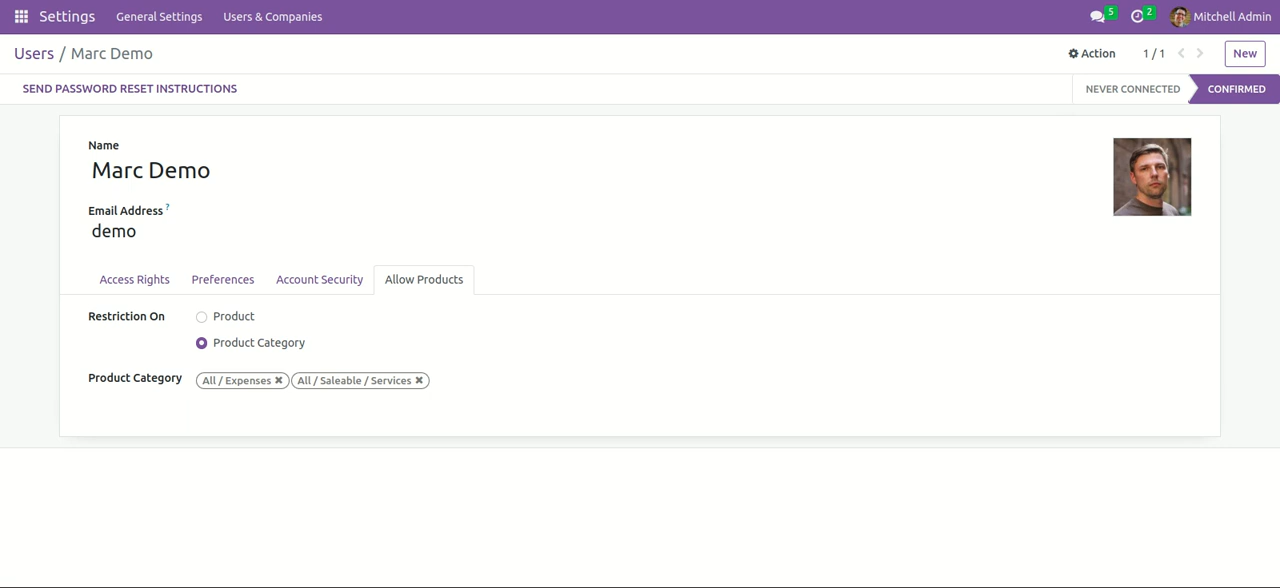 Settings General Settings Users & Companies 5 2 Mitchell Admin
Users / Marc Demo Action 1 / 1 New
SEND PASSWORD RESET INSTRUCTIONS NEVER CONNECTED CONFIRMED
Name
Marc Demo
Email Address ?
demo
Access Rights Preferences Account Security Allow Products
Restriction On Product
Product Category
Product Category All / Expenses ✖ All / Saleable / Services ✖